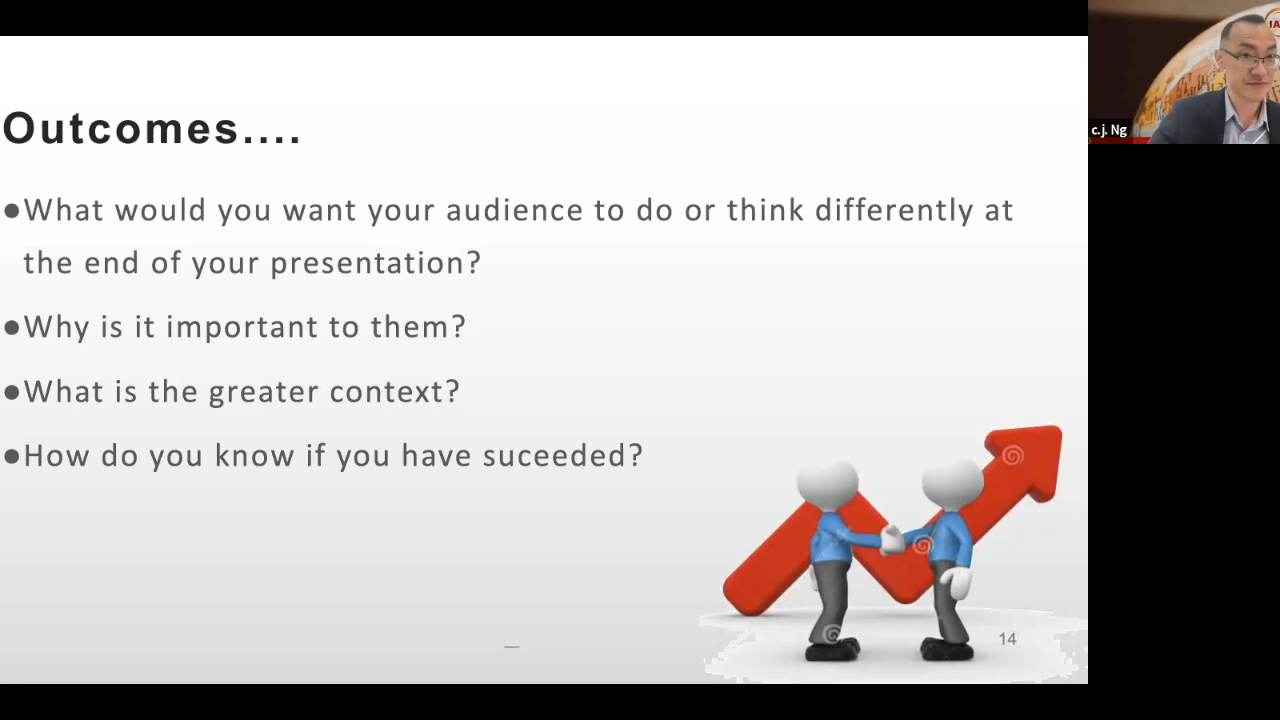 Outcomes....
●What would you want your audience to do or think differently at
the end of your presentation?
●Why is it important to them?
●What is the greater context?
●How do you know if you have suceeded?
14
c.j. Ng
IA